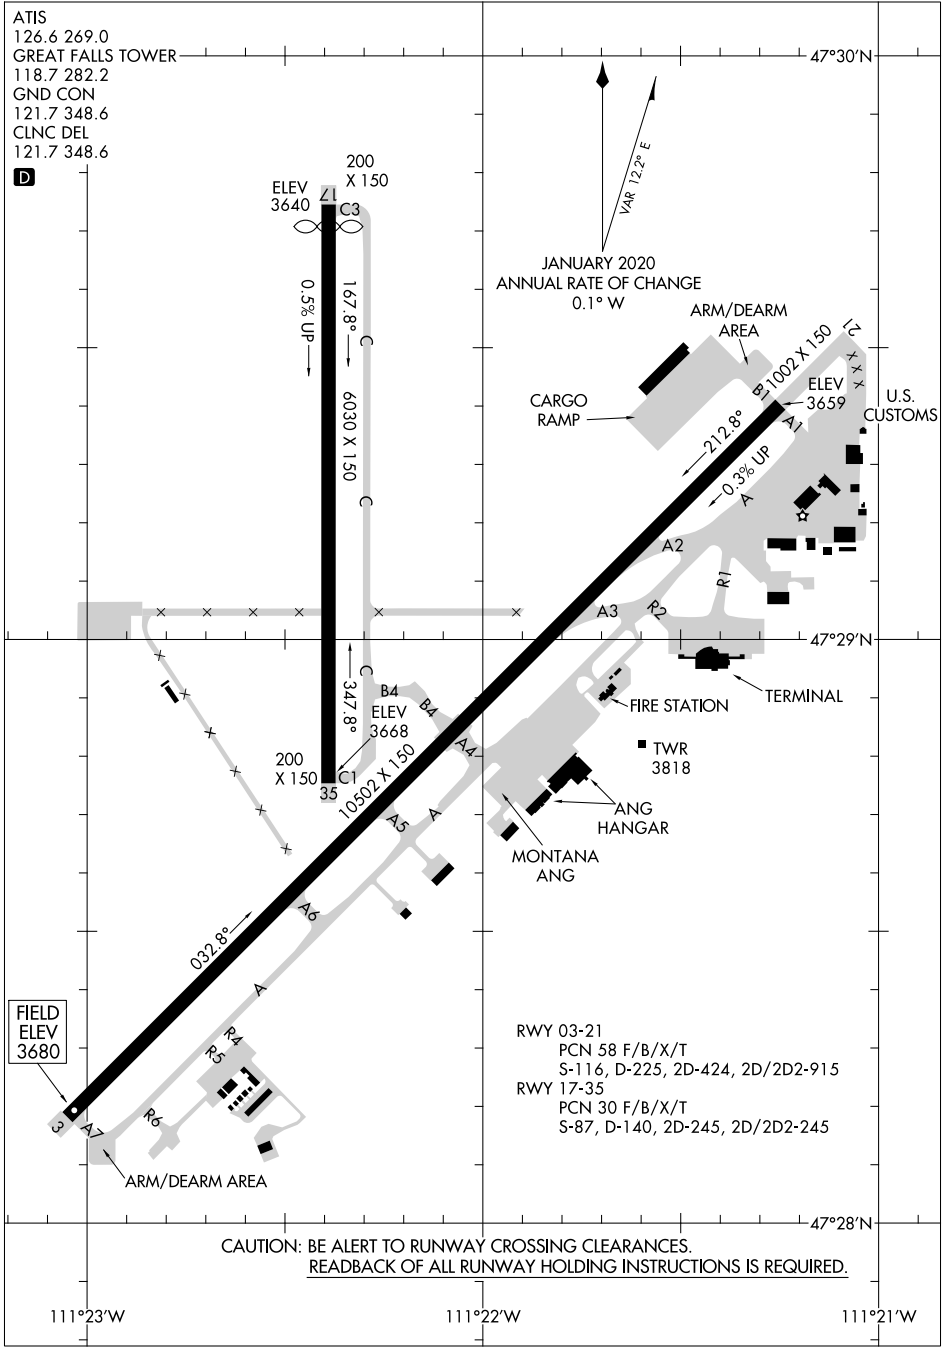 ATIS
126.6 269.0
GREAT FALLS TOWER
118.7 282.2
GND CON
121.7 348.6
CLNC DEL
121.7 348.6
D
47°30'N
200
X 150
ELEV
3640
17
C3
VAR 12.2° E
JANUARY 2020
ANNUAL RATE OF CHANGE
0.1° W
0.5% UP
167.8°
C
6030 X 150
C
ARM/DEARM
AREA
21
1002 X 150
X X X
B1
ELEV
3659
U.S.
CUSTOMS
CARGO
RAMP
A1
212.8°
0.3% UP
A
A2
R1
A3
R2
X X X X X X
47°29'N
C
347.8°
B4
B4
ELEV
3668
A4
TERMINAL
FIRE STATION
TWR
3818
X X X X X X
200
X 150
C1
35
10502 X 150
A5
A
ANG
HANGAR
MONTANA
ANG
A6
032.8°
A
FIELD
ELEV
3680
R4
R5
R6
3
A7
ARM/DEARM AREA
RWY 03-21
PCN 58 F/B/X/T
S-116, D-225, 2D-424, 2D/2D2-915
RWY 17-35
PCN 30 F/B/X/T
S-87, D-140, 2D-245, 2D/2D2-245
47°28'N
CAUTION: BE ALERT TO RUNWAY CROSSING CLEARANCES.
READBACK OF ALL RUNWAY HOLDING INSTRUCTIONS IS REQUIRED.
111°23'W
111°22'W
111°21'W